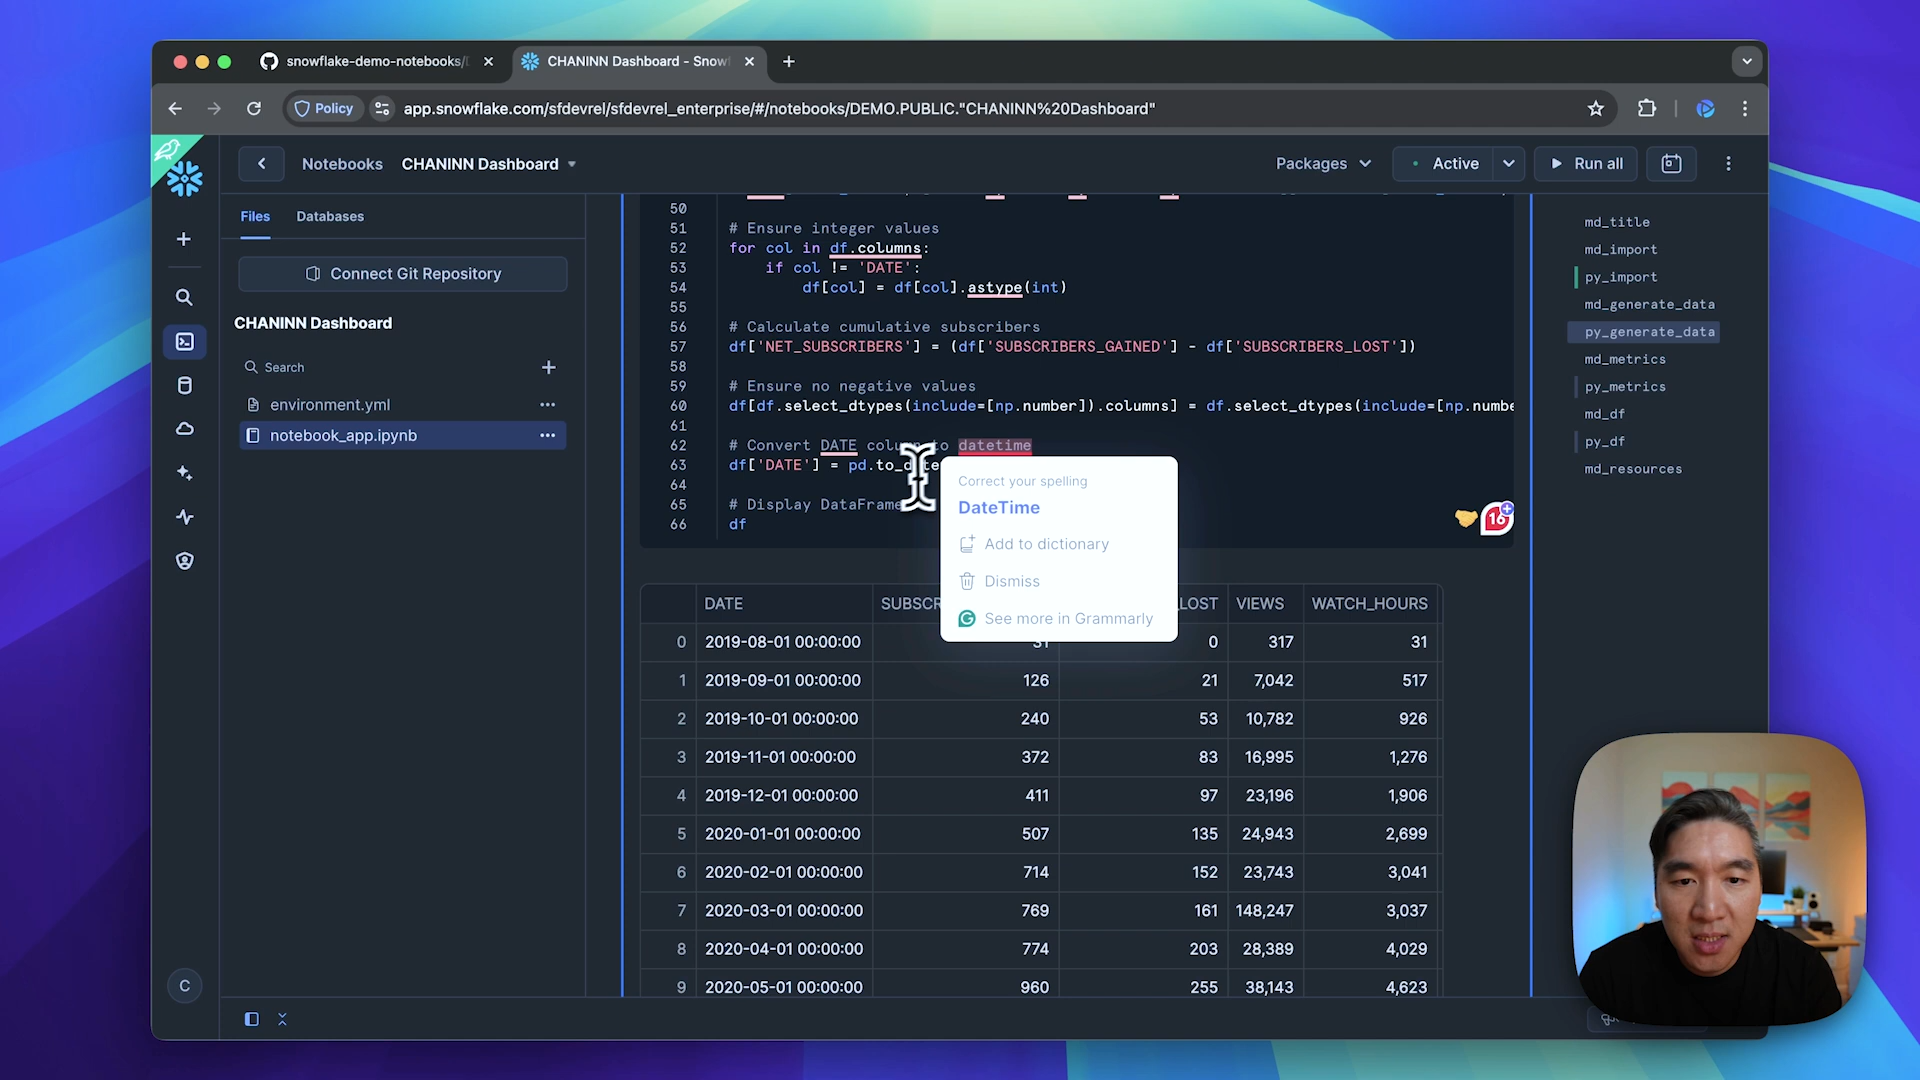 snowflake-demo-notebooks/
CHANINN Dashboard - Snow
Policy
app.snowflake.com/sfdevrel/sfdevrel_enterprise/#/notebooks/DEMO.PUBLIC."CHANINN%20Dashboard"
Notebooks
CHANINN Dashboard
Packages
Active
Run all
Files
Databases
Connect Git Repository
CHANINN Dashboard
Search
environment.yml
notebook_app.ipynb
C
50
51 # Ensure integer values
52 for col in df.columns:
53 if col != 'DATE':
54 df[col] = df[col].astype(int)
55
56 # Calculate cumulative subscribers
57 df['NET_SUBSCRIBERS'] = (df['SUBSCRIBERS_GAINED'] - df['SUBSCRIBERS_LOST'])
58
59 # Ensure no negative values
60 df[df.select_dtypes(include=[np.number]).columns] = df.select_dtypes(include=[np.numbe
61
62 # Convert DATE column to datetime
63 df['DATE'] = pd.to_date
64
65 # Display DataFrame
66 df
16
Correct your spelling
DateTime
Add to dictionary
Dismiss
See more in Grammarly
DATE SUBSCR _LOST VIEWS WATCH_HOURS
0 2019-08-01 00:00:00 31 0 317 31
1 2019-09-01 00:00:00 126 21 7,042 517
2 2019-10-01 00:00:00 240 53 10,782 926
3 2019-11-01 00:00:00 372 83 16,995 1,276
4 2019-12-01 00:00:00 411 97 23,196 1,906
5 2020-01-01 00:00:00 507 135 24,943 2,699
6 2020-02-01 00:00:00 714 152 23,743 3,041
7 2020-03-01 00:00:00 769 161 148,247 3,037
8 2020-04-01 00:00:00 774 203 28,389 4,029
9 2020-05-01 00:00:00 960 255 38,143 4,623
md_title
md_import
py_import
md_generate_data
py_generate_data
md_metrics
py_metrics
md_df
py_df
md_resources